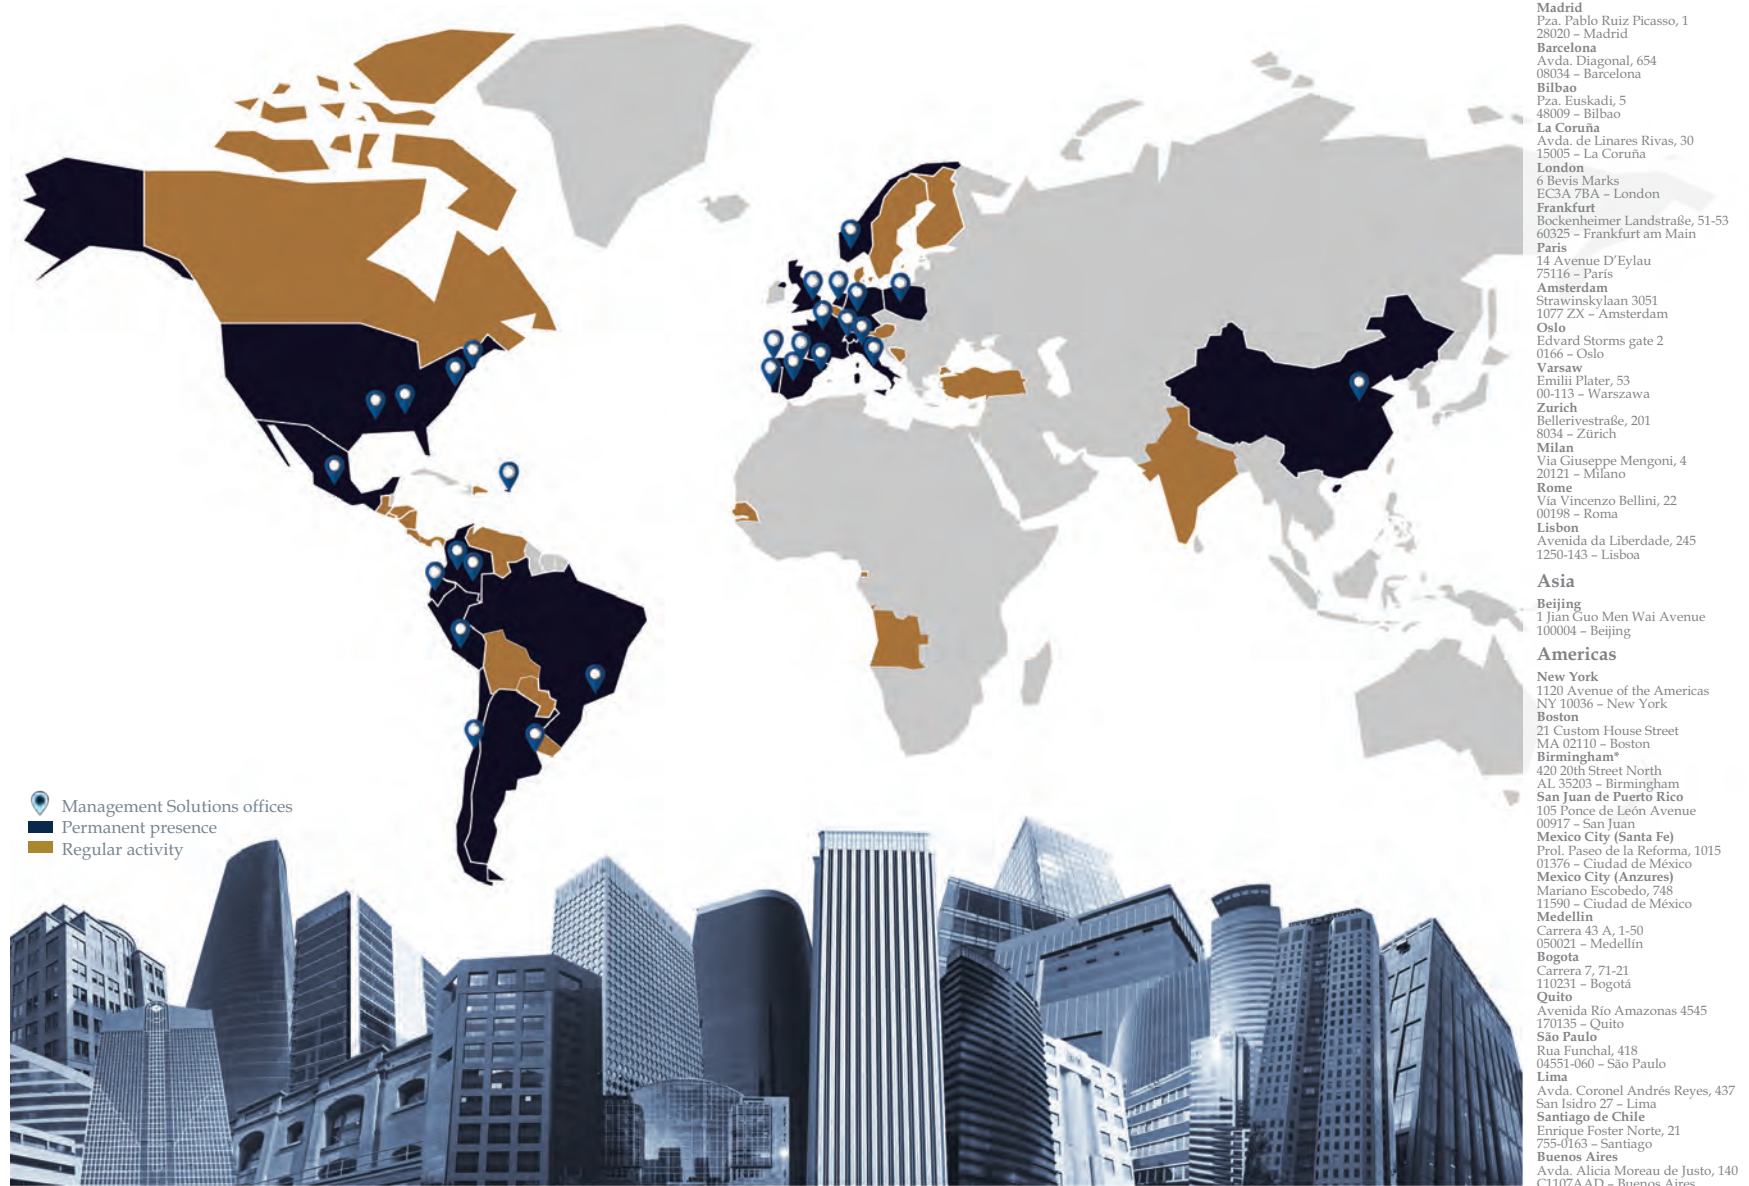 Management Solutions offices
Permanent presence
Regular activity
Madrid
Pza. Pablo Ruiz Picasso, 1
28020 – Madrid
Barcelona
Avda. Diagonal, 654
08034 – Barcelona
Bilbao
Pza. Euskadi, 5
48009 – Bilbao
La Coruña
Avda. de Linares Rivas, 30
15005 – La Coruña
London
6 Bevis Marks
EC3A 7BA – London
Frankfurt
Bockenheimer Landstraße, 51-53
60325 – Frankfurt am Main
Paris
14 Avenue D'Eylau
75116 – París
Amsterdam
Strawinskylaan 3051
1077 ZX – Amsterdam
Oslo
Edvard Storms gate 2
0166 – Oslo
Varsaw
Emilii Plater, 53
00-113 – Warszawa
Zurich
Bellerivestraße, 201
8034 – Zürich
Milan
Via Giuseppe Mengoni, 4
20121 – Milano
Rome
Vía Vincenzo Bellini, 22
00198 – Roma
Lisbon
Avenida da Liberdade, 245
1250-143 – Lisboa
Asia
Beijing
1 Jian Guo Men Wai Avenue
100004 – Beijing
Americas
New York
1120 Avenue of the Americas
NY 10036 – New York
Boston
21 Custom House Street
MA 02110 – Boston
Birmingham*
420 20th Street North
AL 35203 – Birmingham
San Juan de Puerto Rico
105 Ponce de León Avenue
00917 – San Juan
Mexico City (Santa Fe)
Prol. Paseo de la Reforma, 1015
01376 – Ciudad de México
Mexico City (Anzures)
Mariano Escobedo, 748
11590 – Ciudad de México
Medellin
Carrera 43 A, 1-50
050021 – Medellín
Bogota
Carrera 7, 71-21
110231 – Bogotá
Quito
Avenida Río Amazonas 4545
170135 – Quito
São Paulo
Rua Funchal, 418
04551-060 – São Paulo
Lima
Avda. Coronel Andrés Reyes, 437
San Isidro 27 – Lima
Santiago de Chile
Enrique Foster Norte, 21
755-0163 – Santiago
Buenos Aires
Avda. Alicia Moreau de Justo, 140
C1107AAD – Buenos Aires